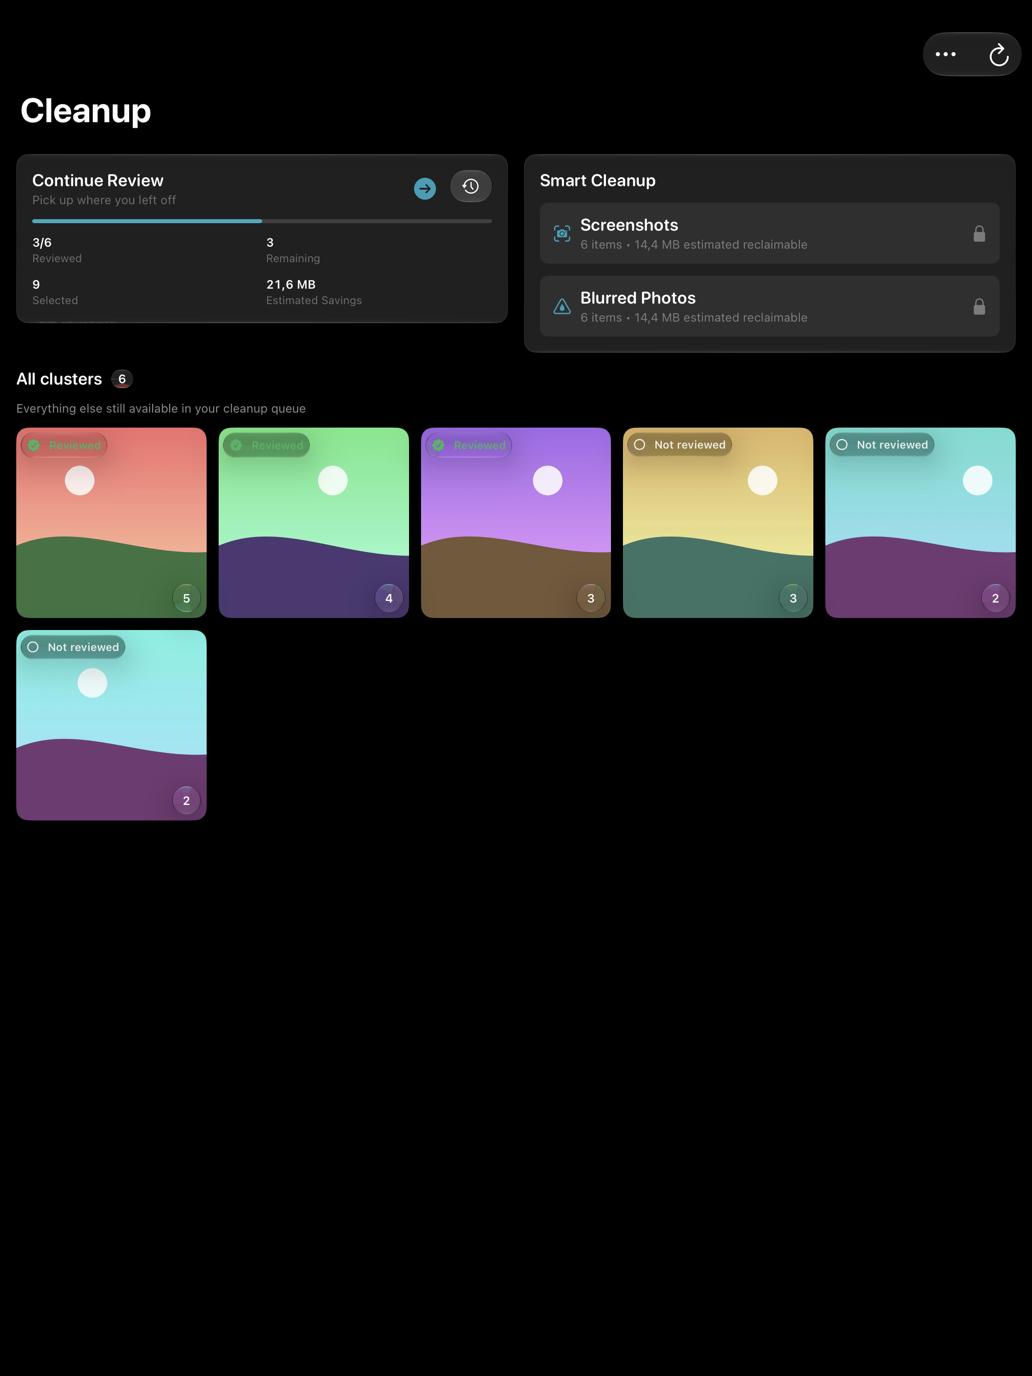 Cleanup
Continue Review
Pick up where you left off
3/6
Reviewed
3
Remaining
9
Selected
21,6 MB
Estimated Savings
Smart Cleanup
Screenshots
6 items • 14,4 MB estimated reclaimable
Blurred Photos
6 items • 14,4 MB estimated reclaimable
All clusters 6
Everything else still available in your cleanup queue
Reviewed
5
Reviewed
4
Reviewed
3
Not reviewed
3
Not reviewed
2
Not reviewed
2